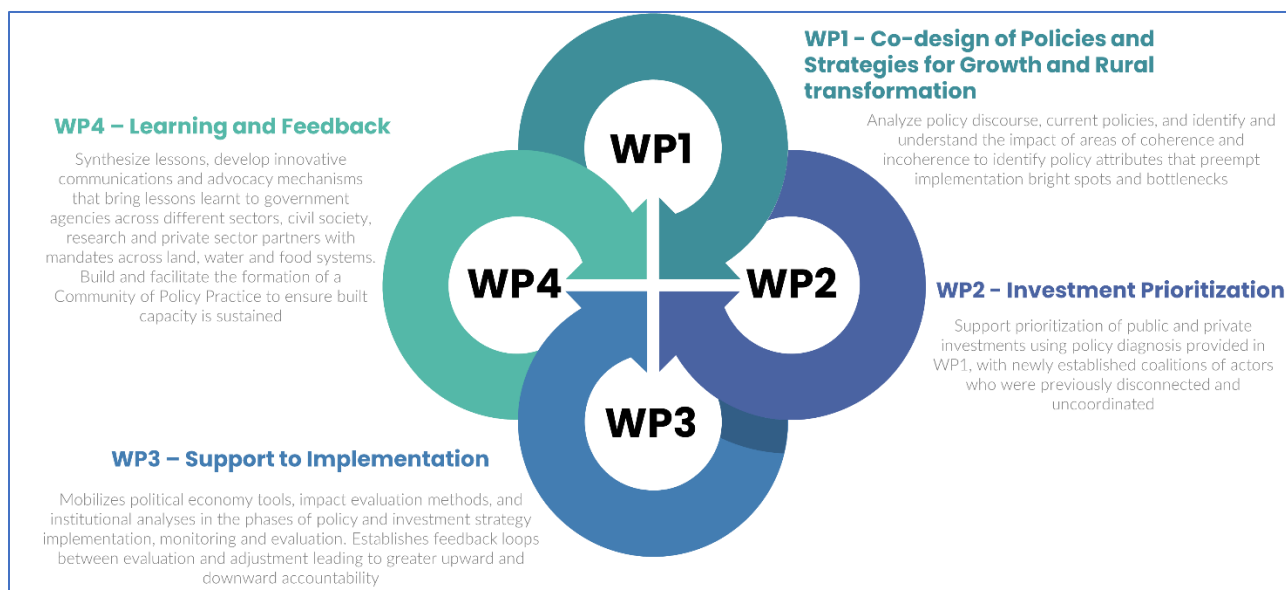 WP1 - Co-design of Policies and
Strategies for Growth and Rural
transformation
Analyze policy discourse, current policies, and identify and
understand the impact of areas of coherence and
incoherence to identify policy attributes that preempt
implementation bright spots and bottlenecks
WP4 – Learning and Feedback
Synthesize lessons, develop innovative
communications and advocacy mechanisms
that bring lessons learnt to government
agencies across different sectors, civil society,
research and private sector partners with
mandates across land, water and food systems.
Build and facilitate the formation of a
Community of Policy Practice to ensure built
capacity is sustained
WP1
WP4
WP2
WP3
WP2 - Investment Prioritization
Support prioritization of public and private
investments using policy diagnosis provided in
WP1, with newly established coalitions of actors
who were previously disconnected and
uncoordinated
WP3 – Support to Implementation
Mobilizes political economy tools, impact evaluation methods, and
institutional analyses in the phases of policy and investment strategy
implementation, monitoring and evaluation. Establishes feedback loops
between evaluation and adjustment leading to greater upward and
downward accountability